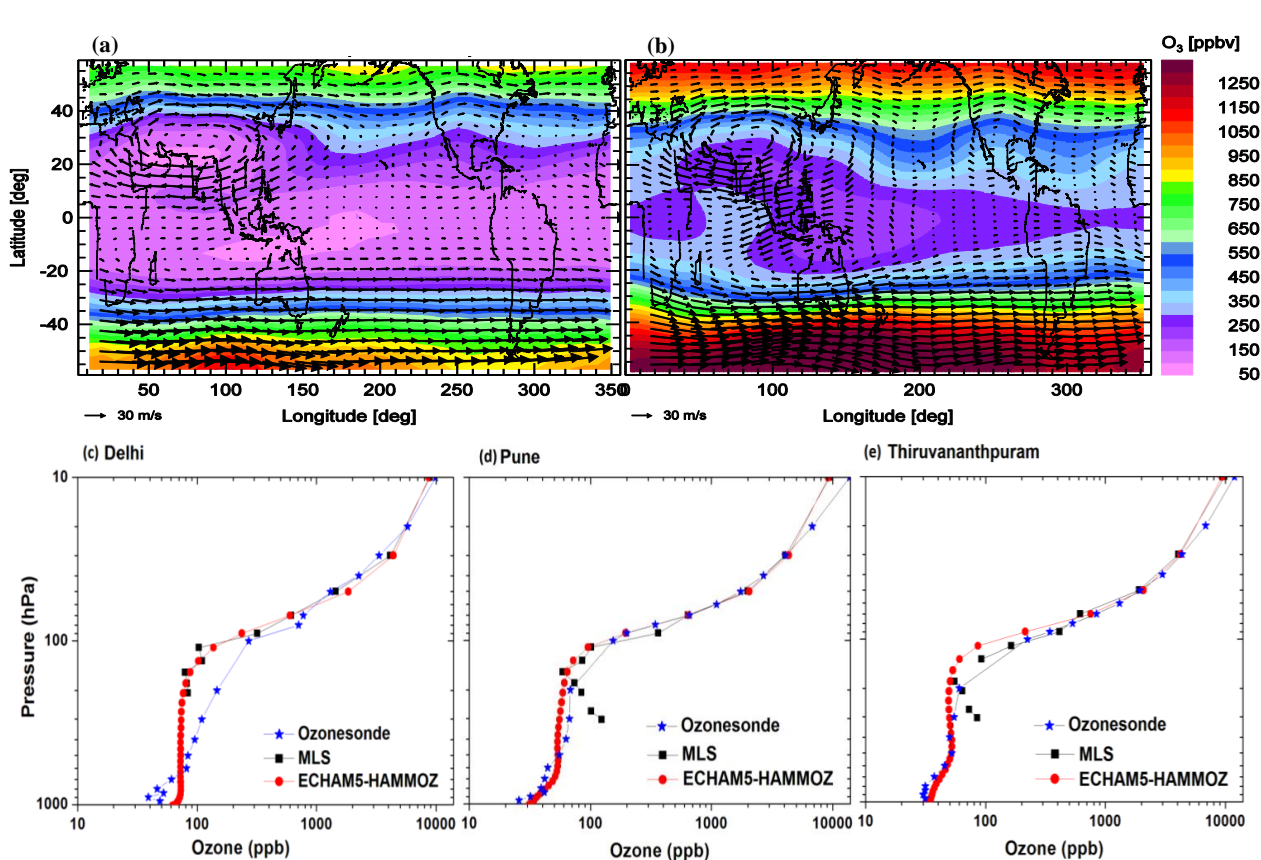 (a)
(b)
O3 [ppbv]
Latitude [deg]
40
20
0
−20
−40
50
100
150
200
250
300
350
0
100
200
300
Longitude [deg]
Longitude [deg]
30 m/s
30 m/s
1250
1150
1050
950
850
750
650
550
450
350
250
150
50
(c) Delhi
(d) Pune
(e) Thiruvananthpuram
Pressure (hPa)
10
100
1000
Ozonesonde
MLS
ECHAM5-HAMMOZ
Ozonesonde
MLS
ECHAM5-HAMMOZ
Ozonesonde
MLS
ECHAM5-HAMMOZ
10
100
1000
10000
10
100
1000
10000
100
1000
10000
Ozone (ppb)
Ozone (ppb)
Ozone (ppb)